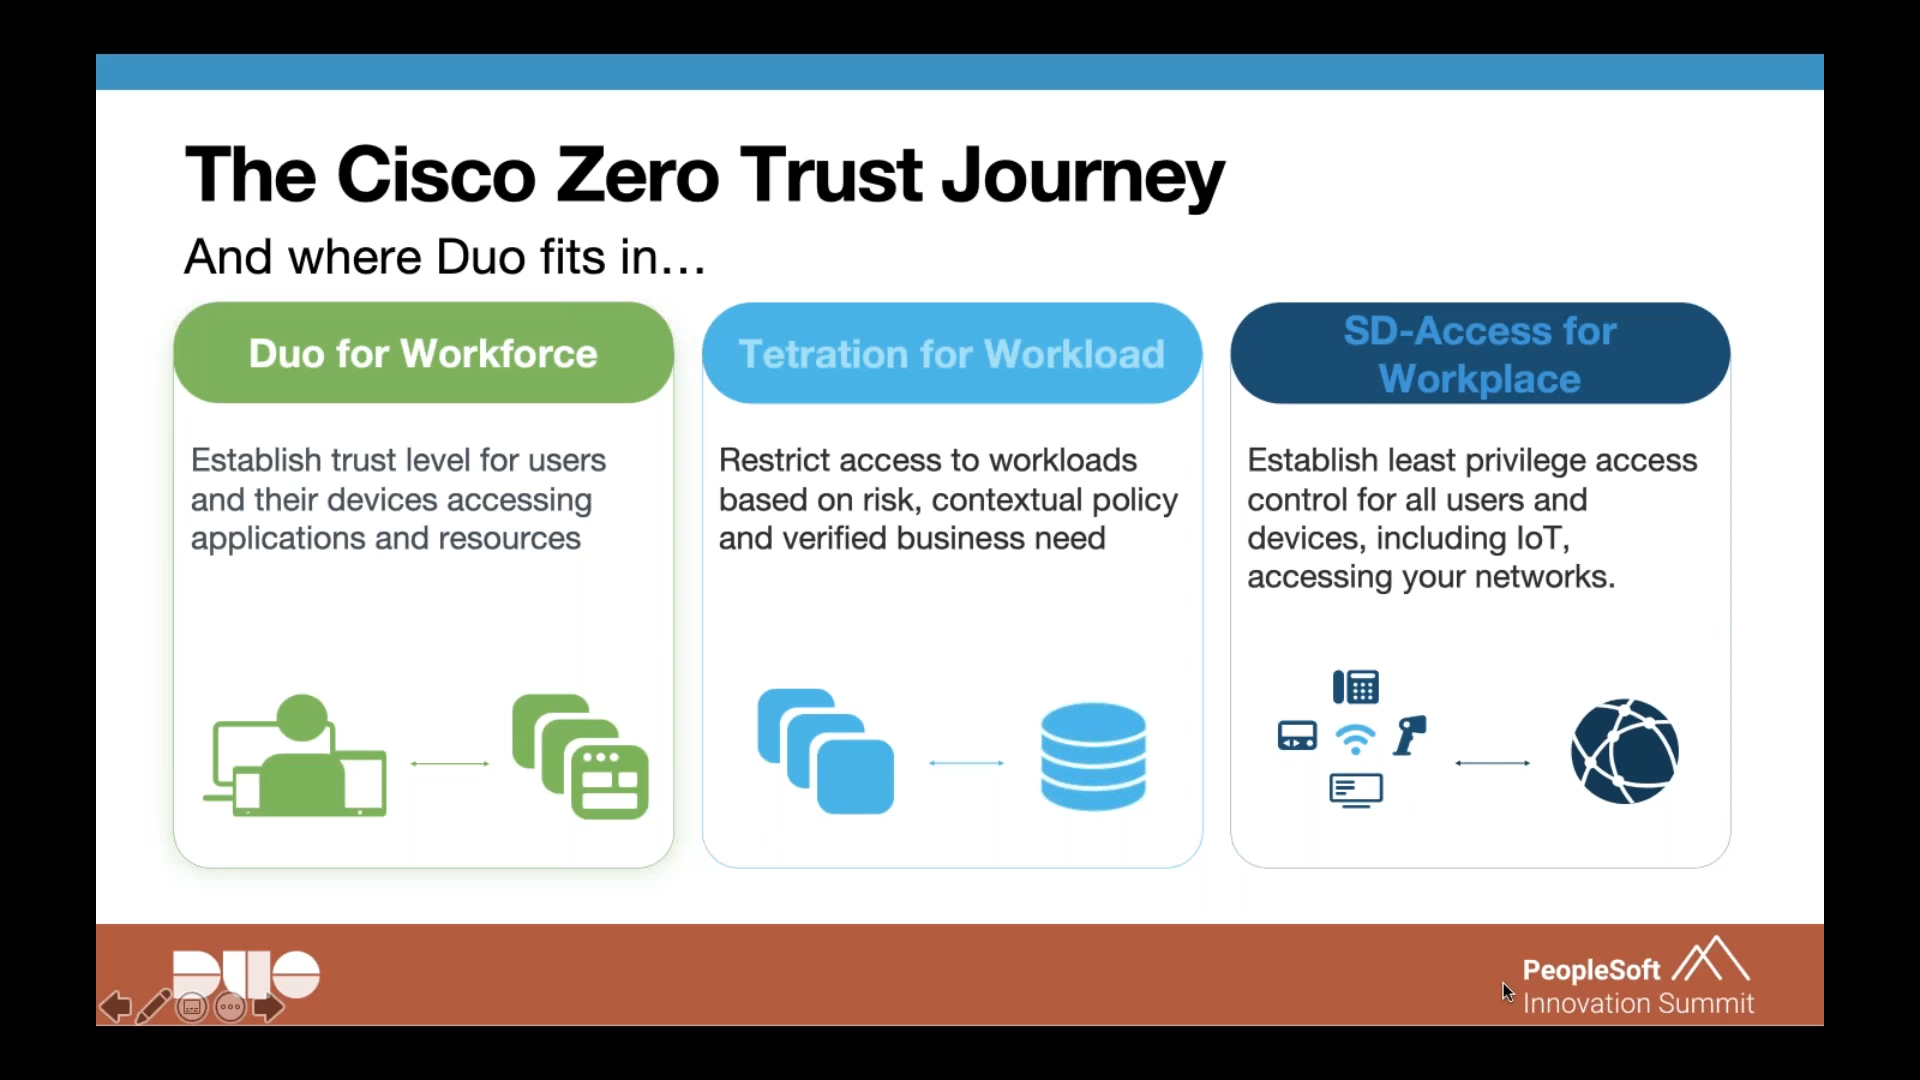 The Cisco Zero Trust Journey
And where Duo fits in...
Duo for Workforce
Establish trust level for users
and their devices accessing
applications and resources
Tetration for Workload
Restrict access to workloads
based on risk, contextual policy
and verified business need
SD-Access for
Workplace
Establish least privilege access
control for all users and
devices, including IoT,
accessing your networks.
DUO
PeopleSoft
Innovation Summit